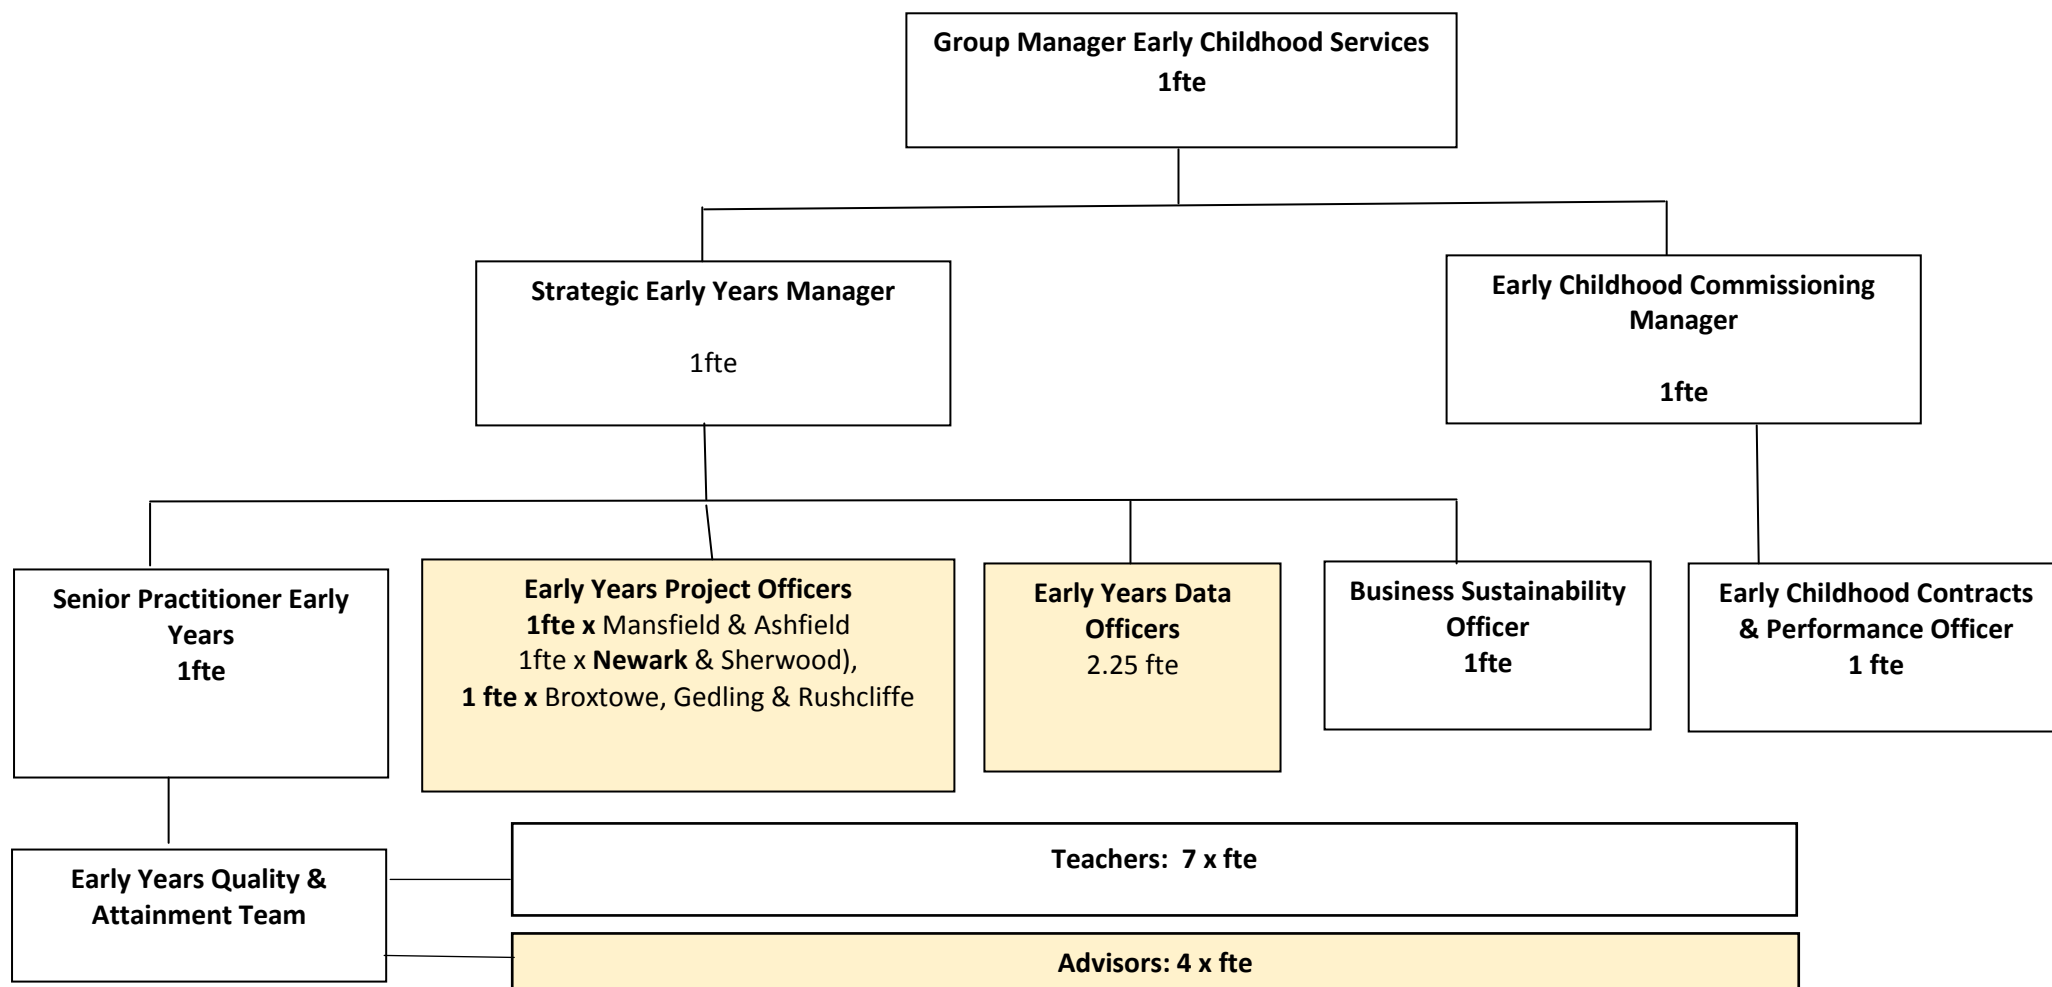 Group Manager Early Childhood Services
1fte
Strategic Early Years Manager
1fte
Early Childhood Commissioning
Manager
1fte
Senior Practitioner Early
Years
1fte
Early Years Project Officers
1fte x Mansfield & Ashfield
1fte x Newark & Sherwood),
1 fte x Broxtowe, Gedling & Rushcliffe
Early Years Data
Officers
2.25 fte
Business Sustainability
Officer
1fte
Early Childhood Contracts
& Performance Officer
1 fte
Early Years Quality &
Attainment Team
Teachers:  7 x fte
Advisors: 4 x fte